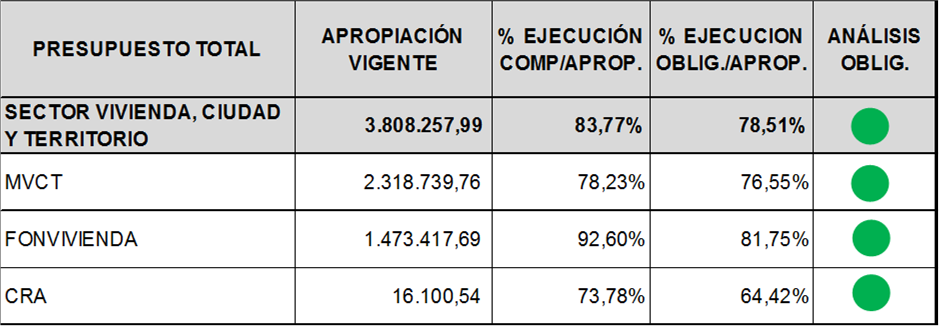 PRESUPUESTO TOTAL
APROPIACIÓN
VIGENTE
% EJECUCIÓN
COMP/APROP.
% EJECUCION
OBLIG./APROP.
ANÁLISIS
OBLIG.
SECTOR VIVIENDA, CIUDAD
Y TERRITORIO
3.808.257,99
83,77%
78,51%
MVCT
2.318.739,76
78,23%
76,55%
FONVIVIENDA
1.473.417,69
92,60%
81,75%
CRA
16.100,54
73,78%
64,42%